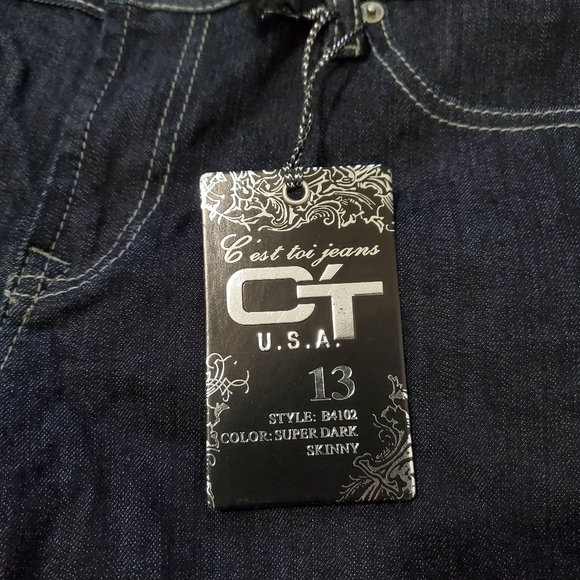 C'est toi jeans
C'T
U.S.A.
13
STYLE: B4102
COLOR: SUPER DARK
SKINNY